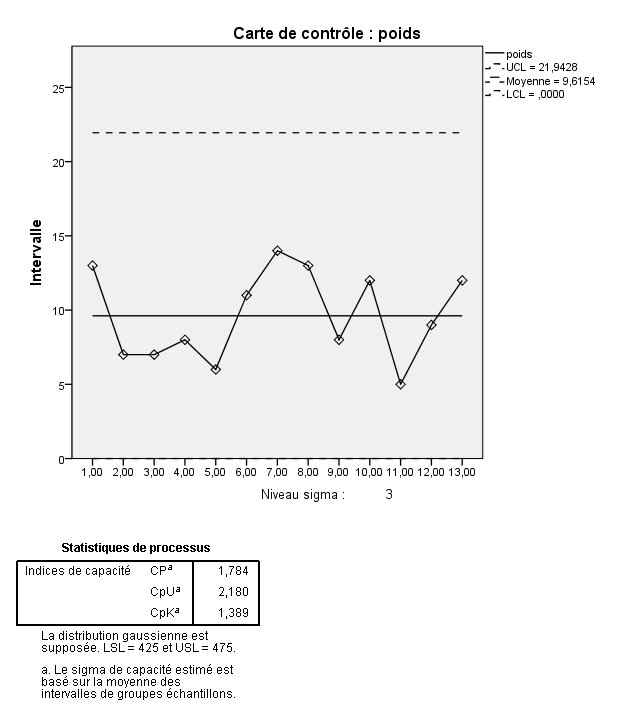 Carte de contrôle : poids
poids
UCL = 21,9428
Moyenne = 9,6154
LCL = ,0000
Intervalle
25
20
15
10
5
0
1,00 2,00 3,00 4,00 5,00 6,00 7,00 8,00 9,00 10,00 11,00 12,00 13,00
Niveau sigma : 3
Statistiques de processus
Indices de capacité CPa 1,784
CpUa 2,180
CpKa 1,389
La distribution gaussienne est
supposée. LSL = 425 et USL = 475.
a. Le sigma de capacité estimé est
basé sur la moyenne des
intervalles de groupes échantillons.